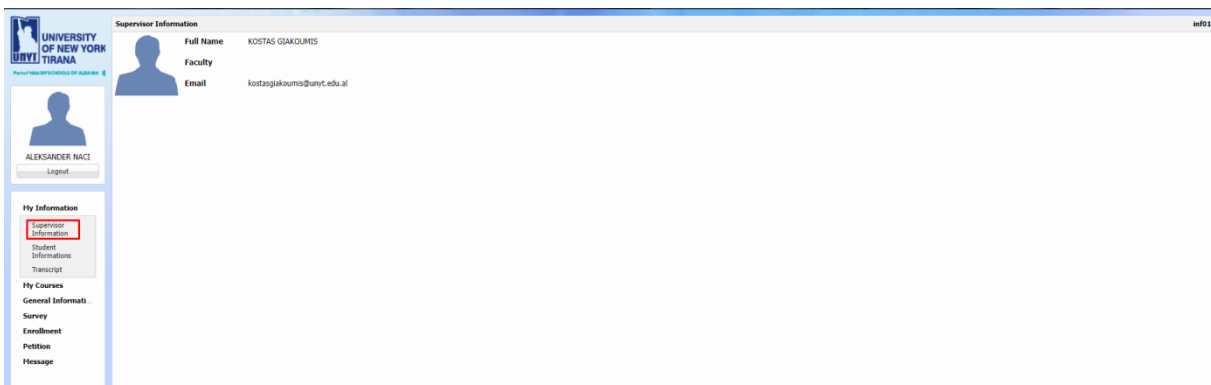 UNIVERSITY
OF NEW YORK
UNYT TIRANA
Supervisor Information
inf01
Full Name KOSTAS GIAKOUMIS
Faculty
Email kostasgiakoumis@unyt.edu.al
ALEKSANDER NACI
Logout
My Information
Supervisor
Information
Student
Informations
Transcript
My Courses
General Informati...
Survey
Enrollment
Petition
Message